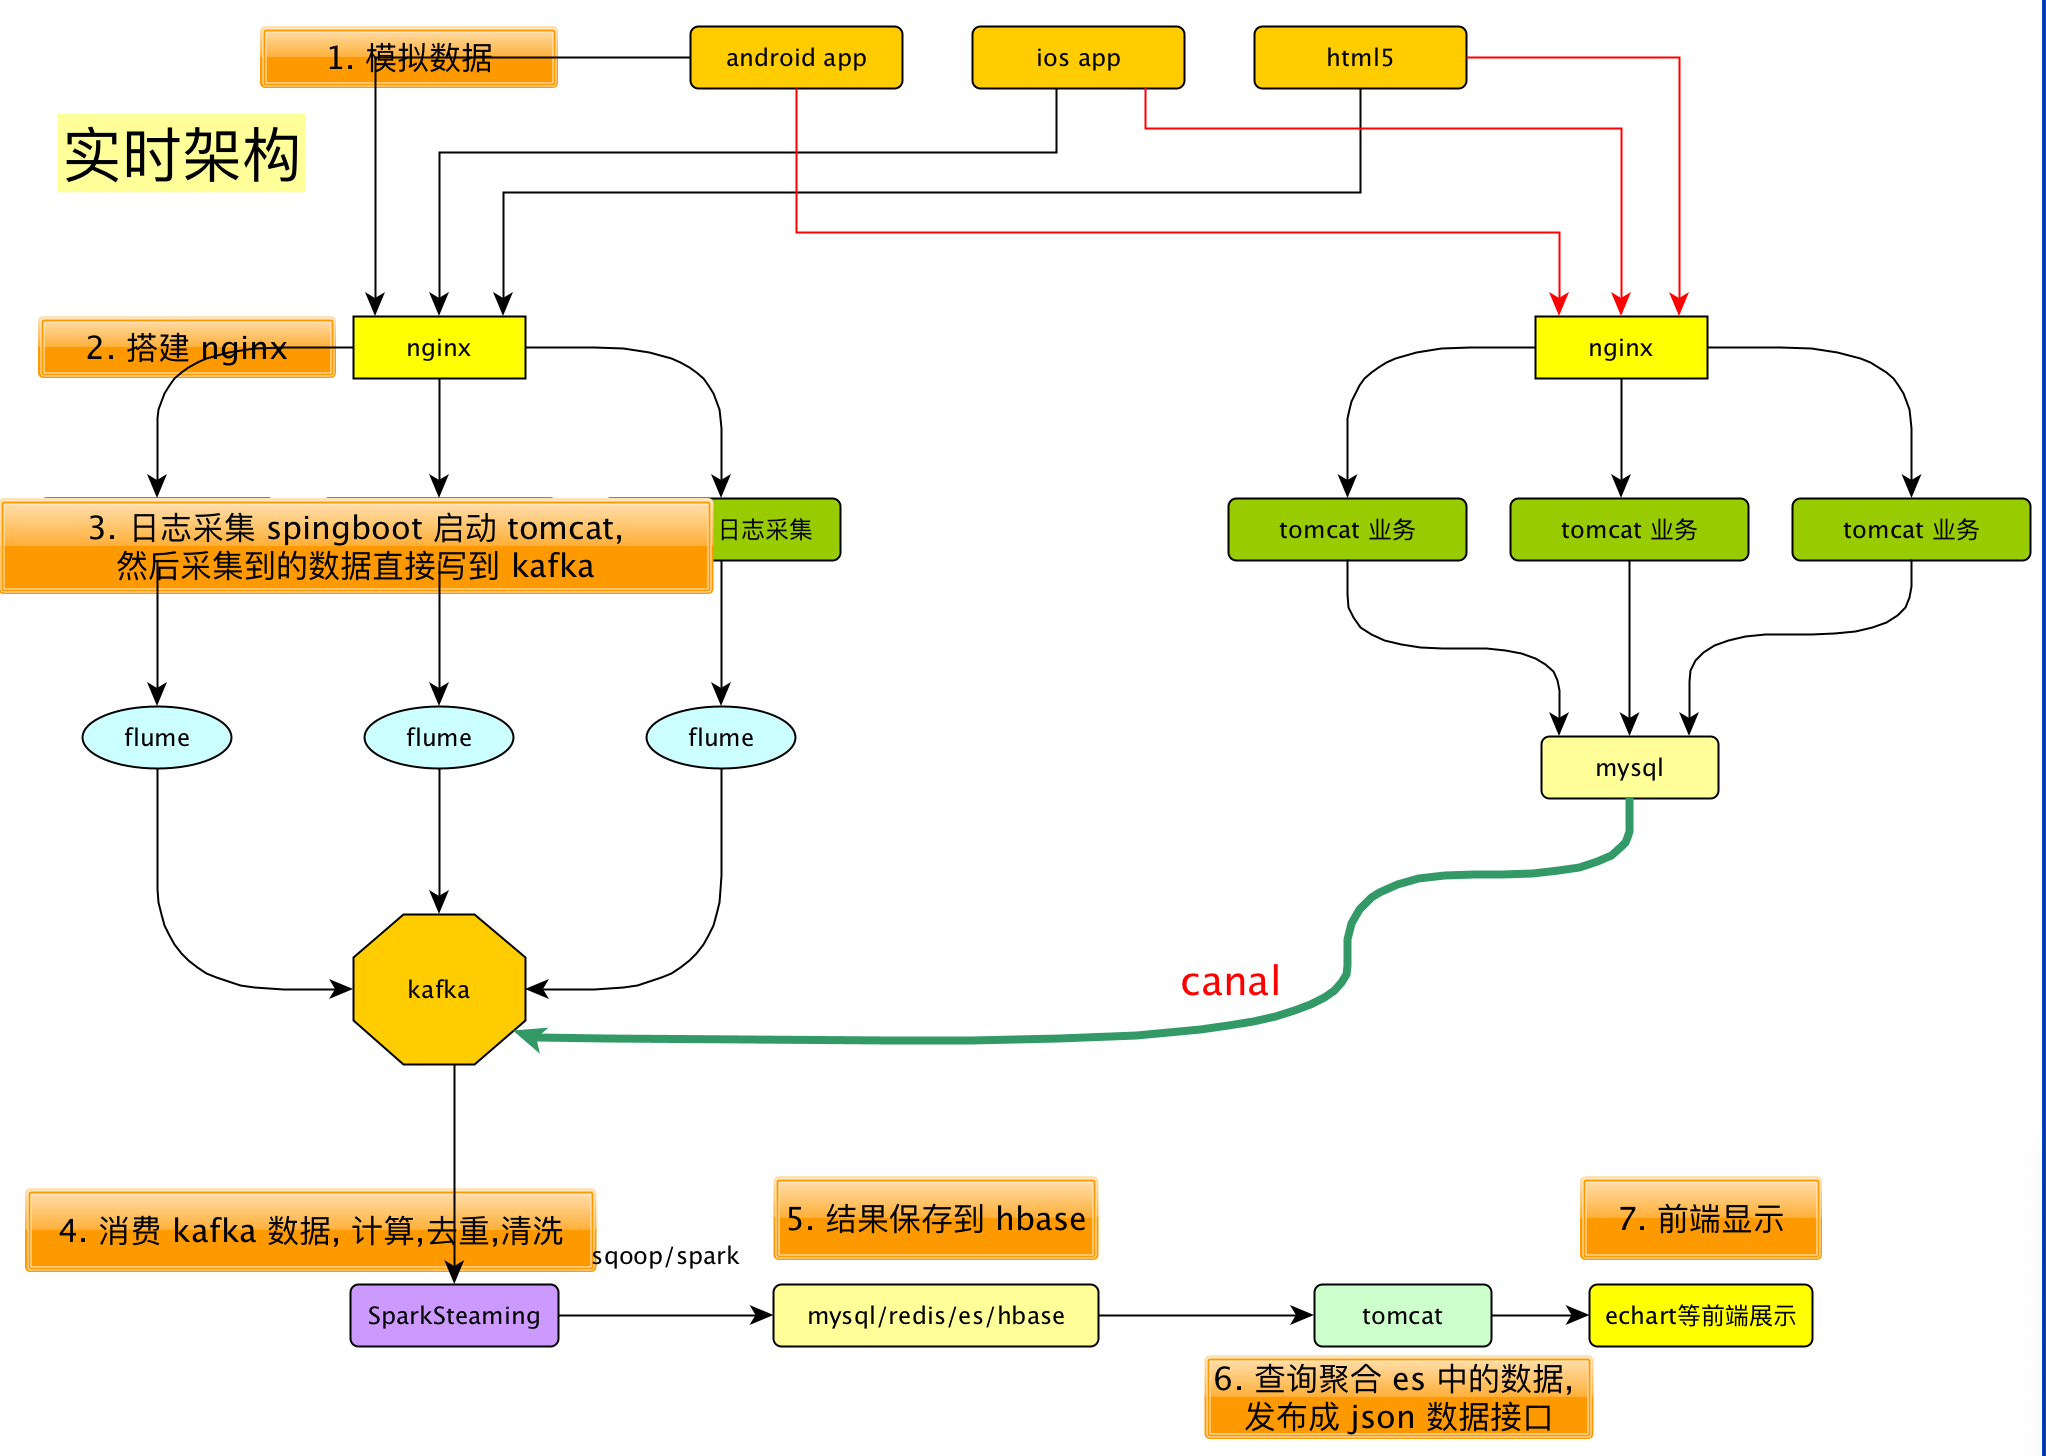 1. 模拟数据
android app
ios app
html5
实时架构
2. 搭建 nginx
nginx
nginx
3. 日志采集 spingboot 启动 tomcat,
然后采集到的数据直接写到 kafka
日志采集
tomcat 业务
tomcat 业务
tomcat 业务
flume
flume
flume
mysql
kafka
canal
4. 消费 kafka 数据, 计算,去重,清洗
sqoop/spark
5. 结果保存到 hbase
7. 前端显示
SparkSteaming
mysql/redis/es/hbase
tomcat
echart等前端展示
6. 查询聚合 es 中的数据,
发布成 json 数据接口